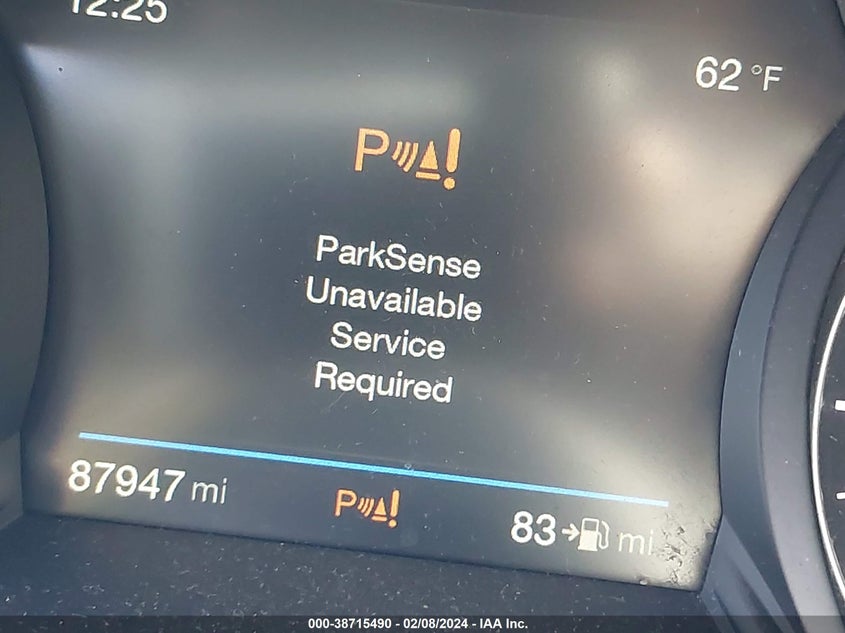 12:25
62 °F
P!
ParkSense
Unavailable
Service
Required
87947 mi
P!
83 mi
000-38715490 - 02/08/2024 - IAA Inc.